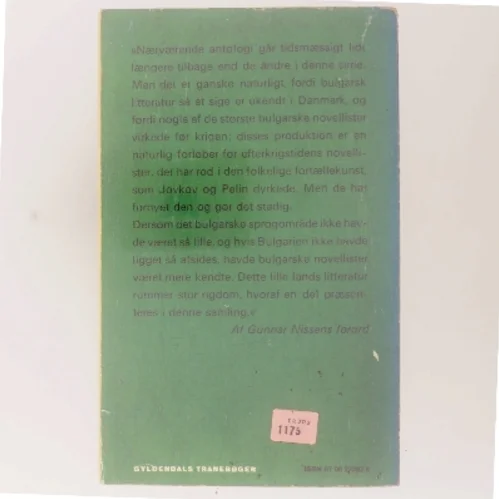 »Nærværende antologi går tidsmæssigt lidt
længere tilbage end de andre i denne serie.
Men det er ganske naturligt, fordi bulgarsk
litteratur så at sige er ukendt i Danmark, og
fordi nogle af de største bulgarske novellister
virkede før krigen; disses produktion er en
naturlig forløber for efterkrigstidens novelli-
ster, det har rod i den folkelige fortællekunst,
som Jovkov og Pelin dyrkede. Men de har
fornyet den og gør det stadig.
Dersom det bulgarske sprogområde ikke hav-
de været så lille, og hvis Bulgarien ikke havde
ligget så afsides, havde bulgarske novellister
været mere kendte. Dette lille lands litteratur
rummer stor rigdom, hvoraf en del præsen-
teres i denne samling.«
Af Gunnar Nissens forord
1175
GYLDENDALS TRANEBØGER